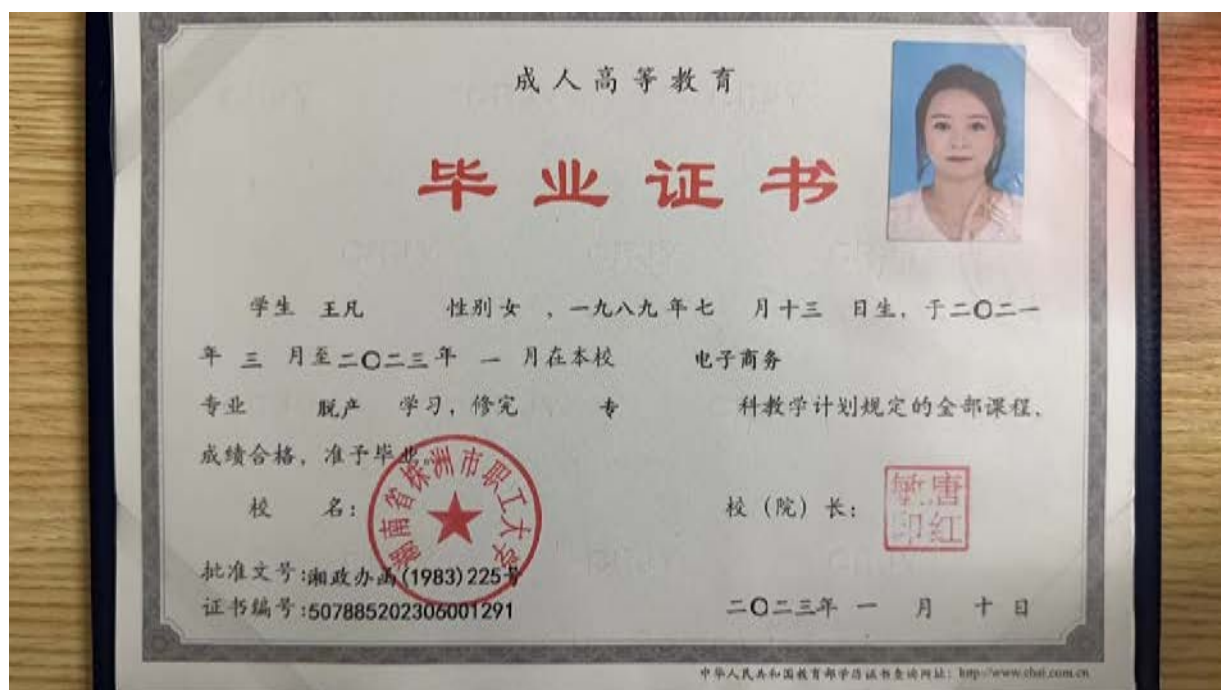 成人高等教育
毕业证书
学生 王凡 性别 女 ，一九八九 年 七 月 十三 日生，于二〇二一
年 三 月至 二〇二三 年 一 月在本校 电子商务
专业 脱产 学习，修完 专 科教学计划规定的全部课程，
成绩合格，准予毕业。
湖南省株洲市职工大学
校 名： 校（院）长：
唐红
印
批准文号:湘政办函(1983)225号
证书编号:507885202306001291 二〇二三年 一 月 十 日
中华人民共和国教育部学历证书查询网址：http://www.chsi.com.cn